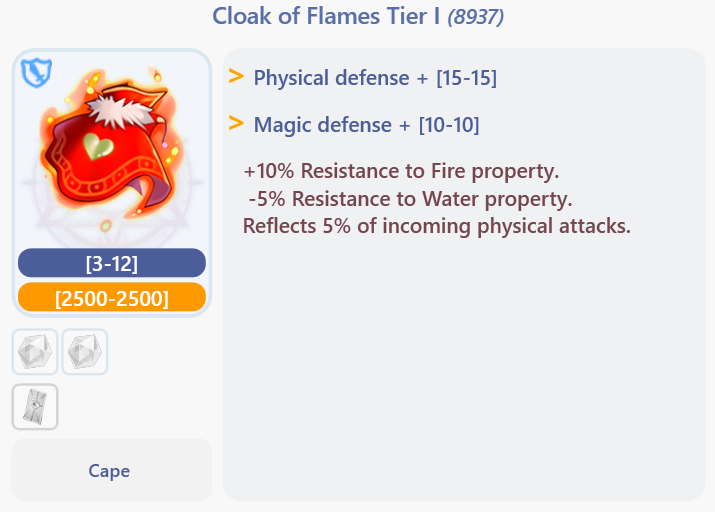 Cloak of Flames Tier I (8937)
> Physical defense + [15-15]
> Magic defense + [10-10]
+10% Resistance to Fire property.
-5% Resistance to Water property.
Reflects 5% of incoming physical attacks.
[3-12]
[2500-2500]
Cape